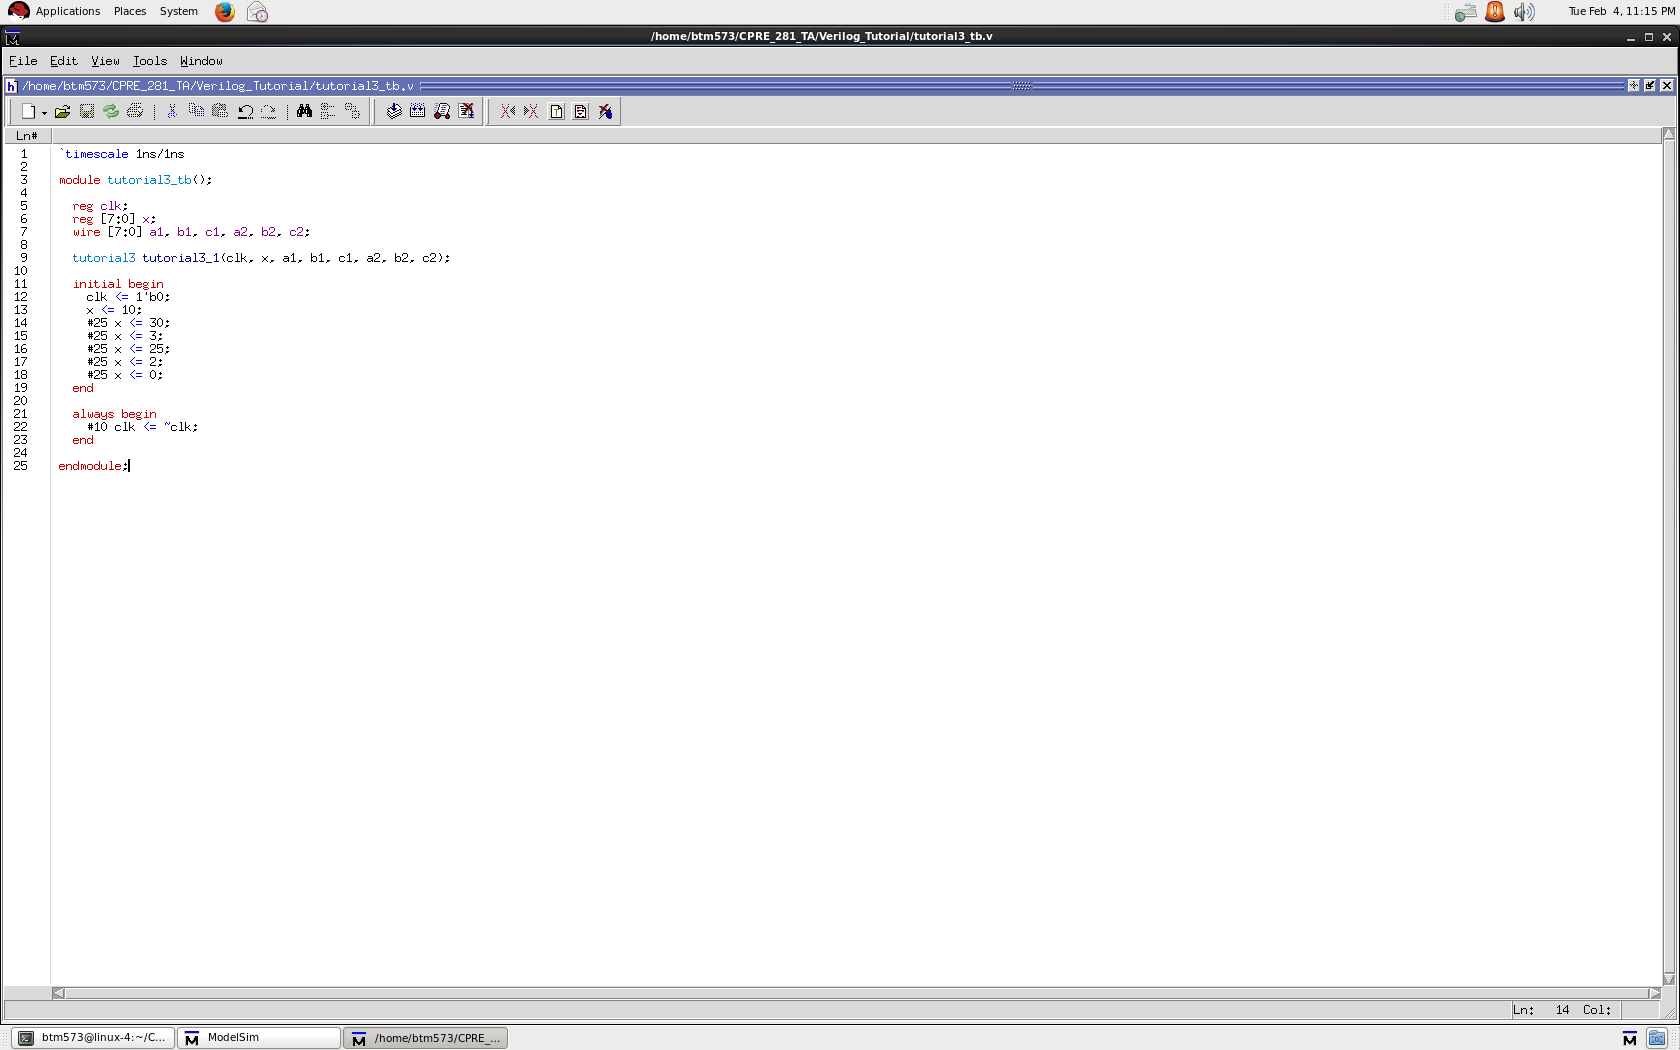 Applications Places System Tue Feb 4, 11:15 PM
/home/btm573/CPRE_281_TA/Verilog_Tutorial/tutorial3_tb.v
File Edit View Tools Window
h /home/btm573/CPRE_281_TA/Verilog_Tutorial/tutorial3_tb.v
Ln#
1 `timescale 1ns/1ns
2
3 module tutorial3_tb();
4
5 reg clk;
6 reg [7:0] x;
7 wire [7:0] a1, b1, c1, a2, b2, c2;
8
9 tutorial3 tutorial3_1(clk, x, a1, b1, c1, a2, b2, c2);
10
11 initial begin
12 clk <= 1'b0;
13 x <= 10;
14 #25 x <= 30;
15 #25 x <= 3;
16 #25 x <= 25;
17 #25 x <= 2;
18 #25 x <= 0;
19 end
20
21 always begin
22 #10 clk <= ~clk;
23 end
24
25 endmodule;
Ln: 14 Col:
btm573@linux-4:~/C... ModelSim /home/btm573/CPRE_...